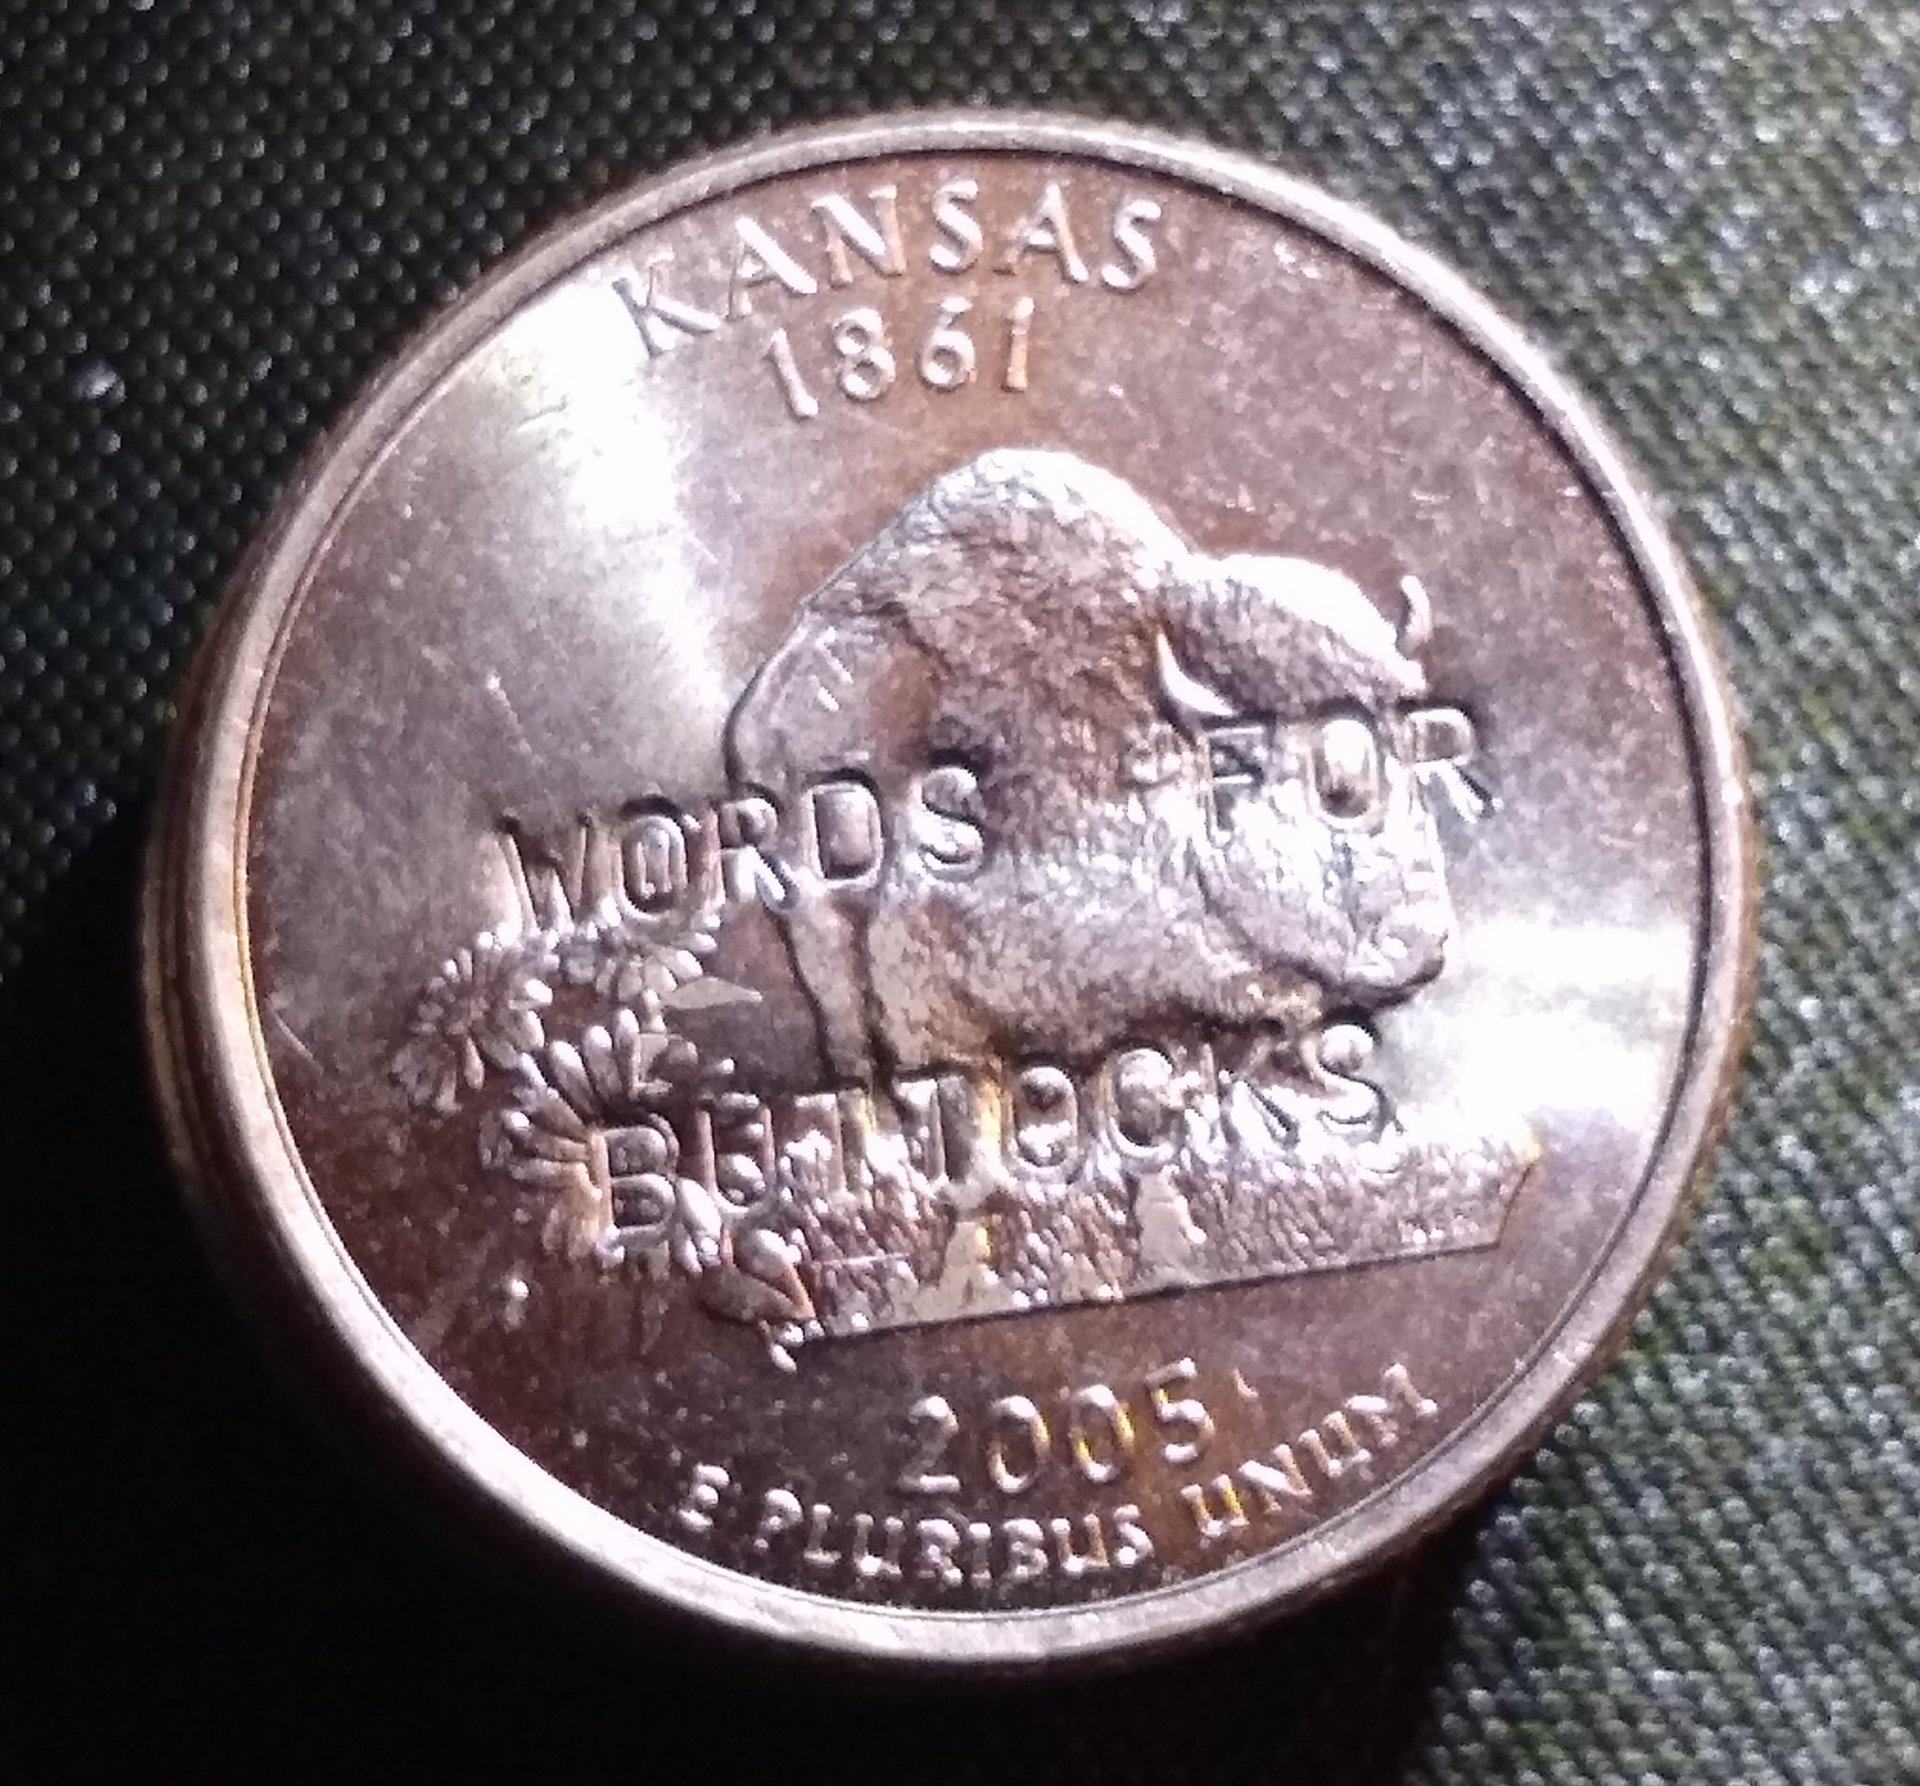 KANSAS
1861
WORDS FOR
BUTTOCKS
2005
E PLURIBUS UNUM